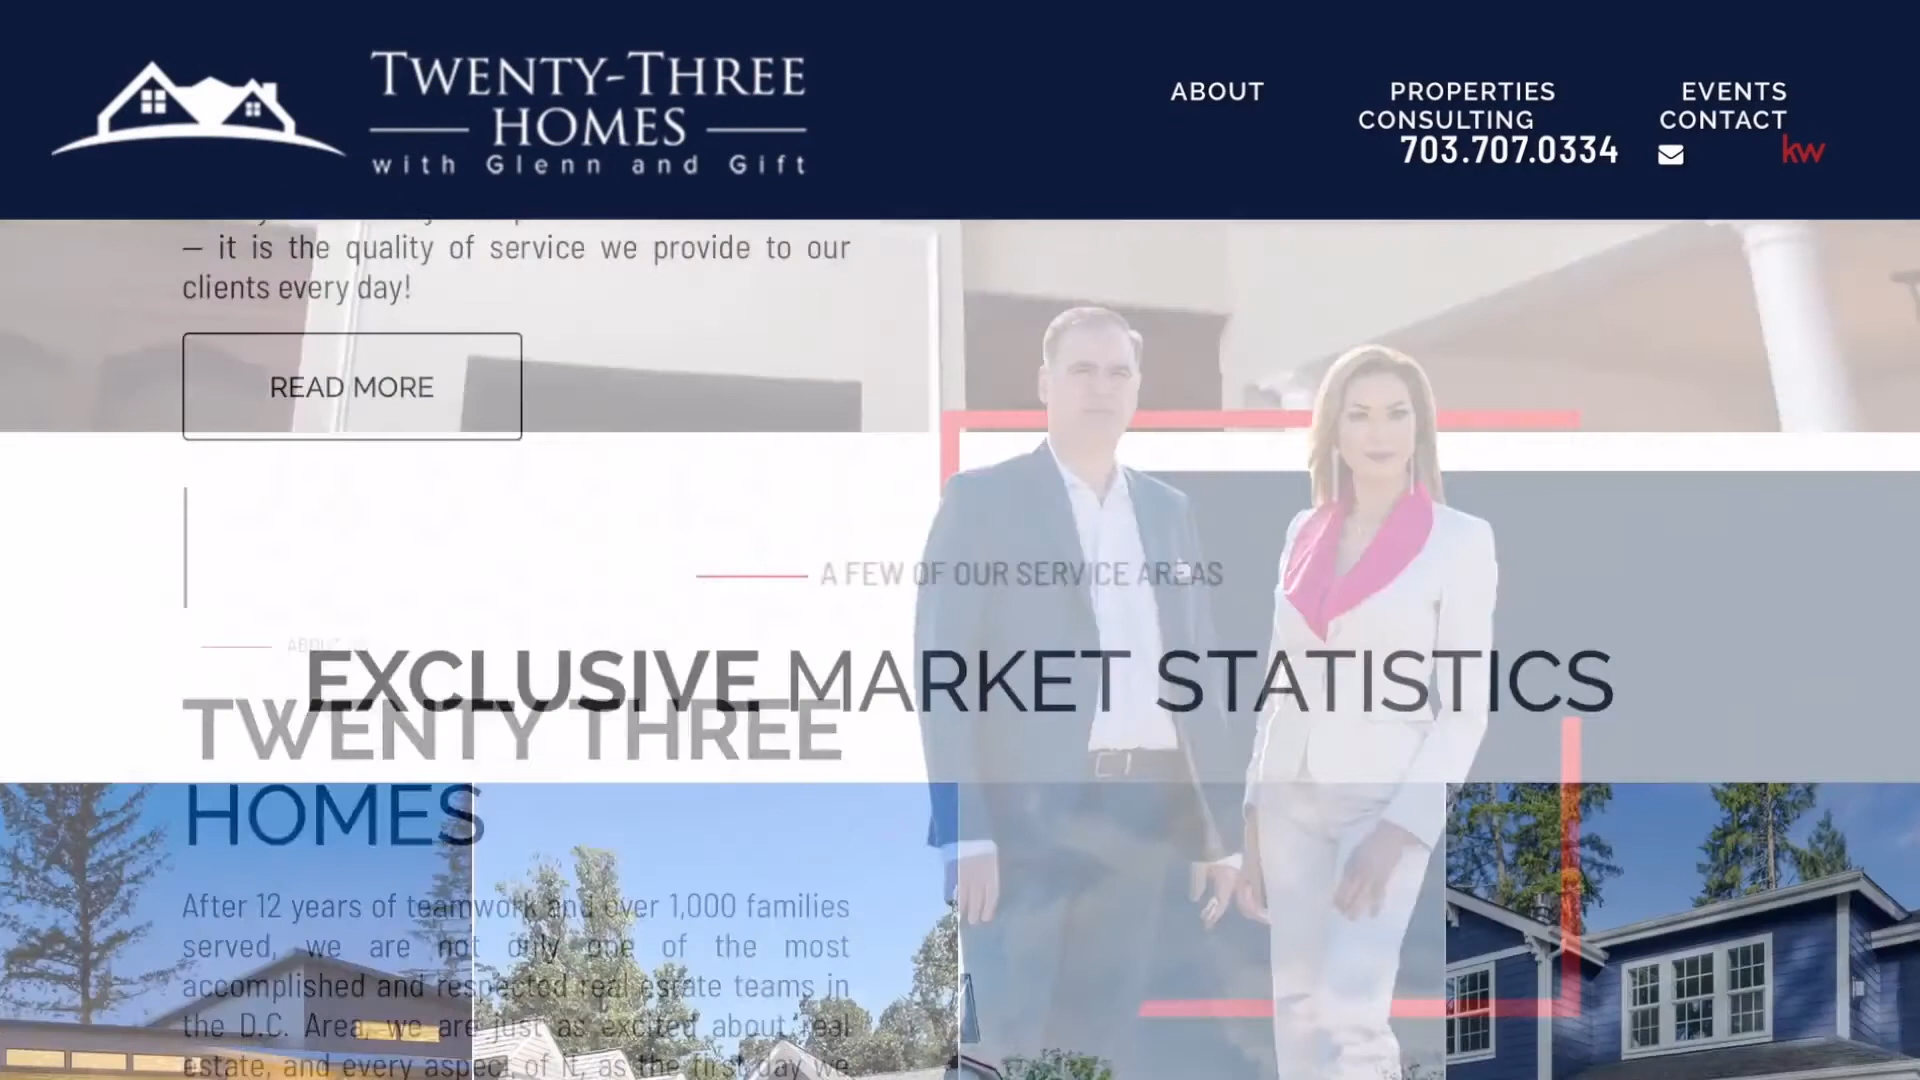 TWENTY-THREE
HOMES
with Glenn and Gift
ABOUT
PROPERTIES
EVENTS
CONSULTING
CONTACT
703.707.0334
kw
– it is the quality of service we provide to our
clients every day!
READ MORE
A FEW OF OUR SERVICE AREAS
ABOUT US
EXCLUSIVE MARKET STATISTICS
TWENTY THREE
HOMES
After 12 years of teamwork and over 1,000 families
served, we are not only one of the most
accomplished and respected real estate teams in
the D.C. Area, we are just as excited about real
estate, and every aspect of it, as the first day we